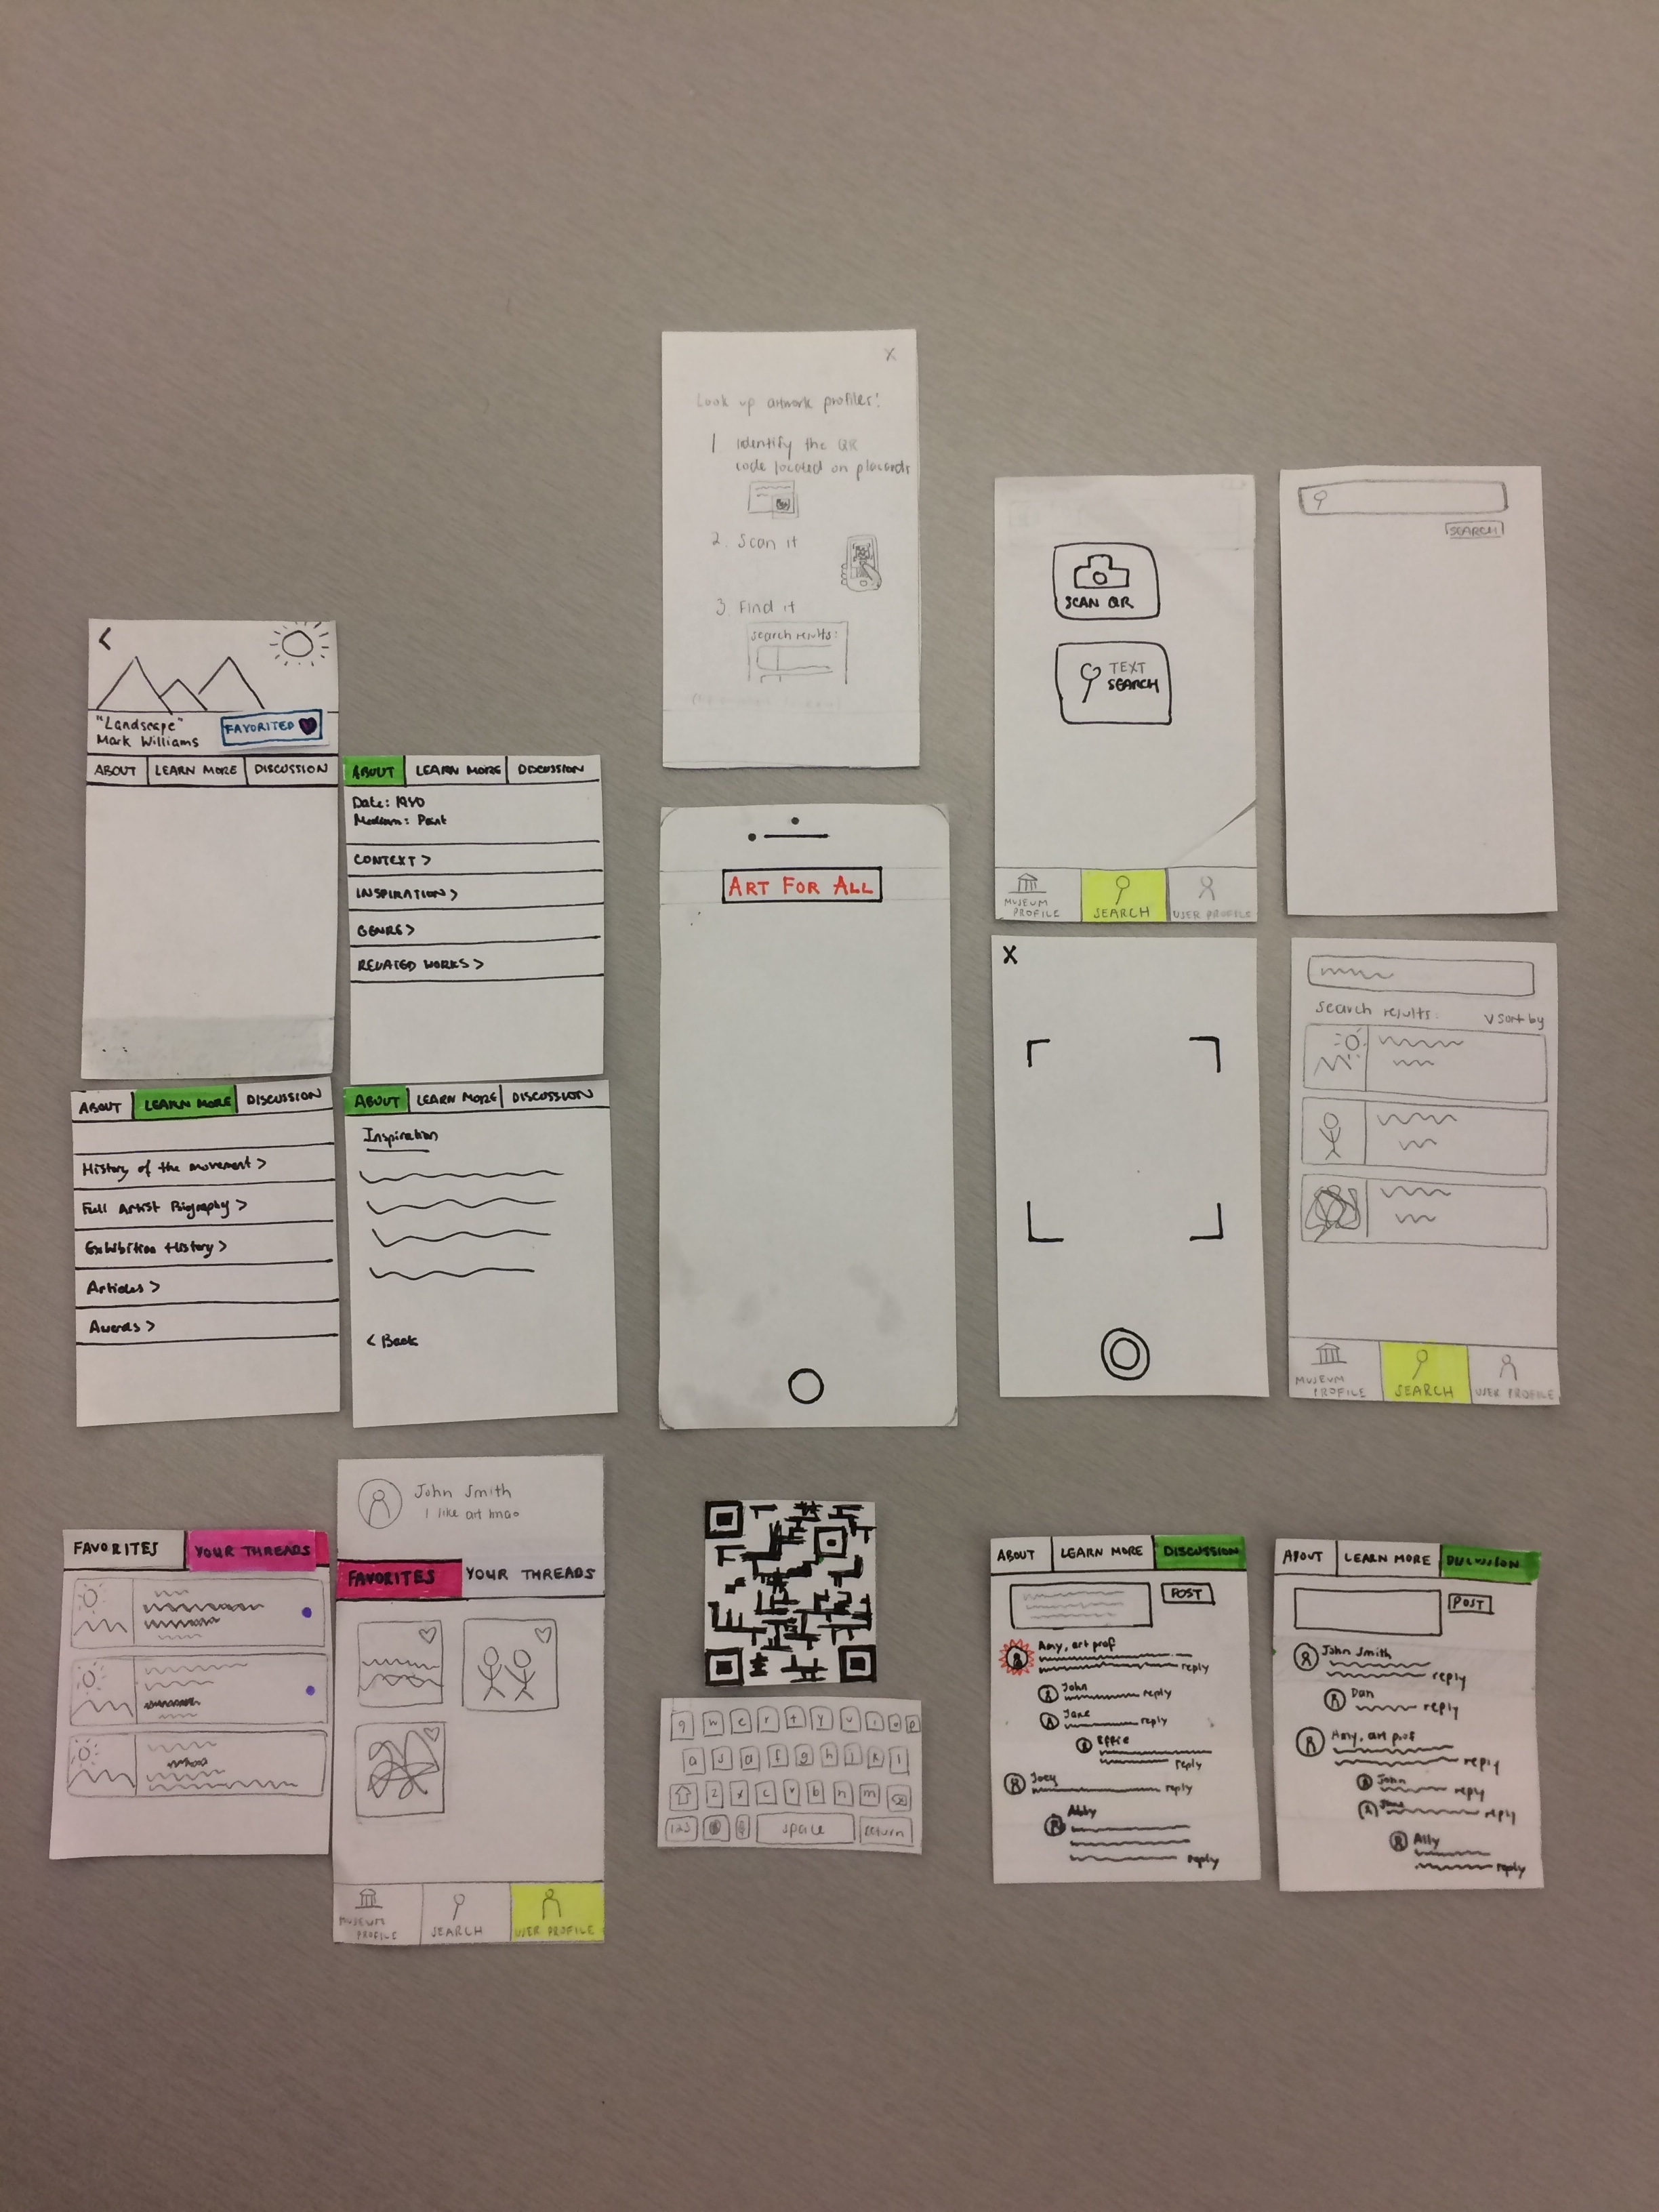 X
Look up artwork profiles!
1 Identify the QR
code located on placards
2. Scan it
3. Find it
search results:
SCAN QR
TEXT
SEARCH
MUSEUM
PROFILE
SEARCH
USER PROFILE
SEARCH
<
"Landscape"
Mark Williams
FAVORITED
ABOUT LEARN MORE DISCUSSION
ABOUT LEARN MORE DISCUSSION
Date: 1940
Medium: Paint
CONTEXT >
INSPIRATION >
GENRE >
RELATED WORKS >
ART FOR ALL
X
search results:
V sort by
MUSEUM
PROFILE
SEARCH
USER PROFILE
ABOUT LEARN MORE DISCUSSION
History of the movement >
Full Artist Biography >
Exhibition History >
Articles >
Awards >
ABOUT LEARN MORE DISCUSSION
Inspiration
< Back
FAVORITES YOUR THREADS
John Smith
I like art lmao
FAVORITES YOUR THREADS
MUSEUM
PROFILE
SEARCH
USER PROFILE
q w e r t y u i o p
a s d f g h j k l
z x c v b n m
123 space return
ABOUT LEARN MORE DISCUSSION
POST
Amy, art prof
reply
John
reply
Jane
reply
reply
Joey
reply
Abby
reply
ABOUT LEARN MORE DISCUSSION
POST
John Smith
reply
Dan
reply
Amy, art prof
reply
John
reply
Jane
reply
Ally
reply